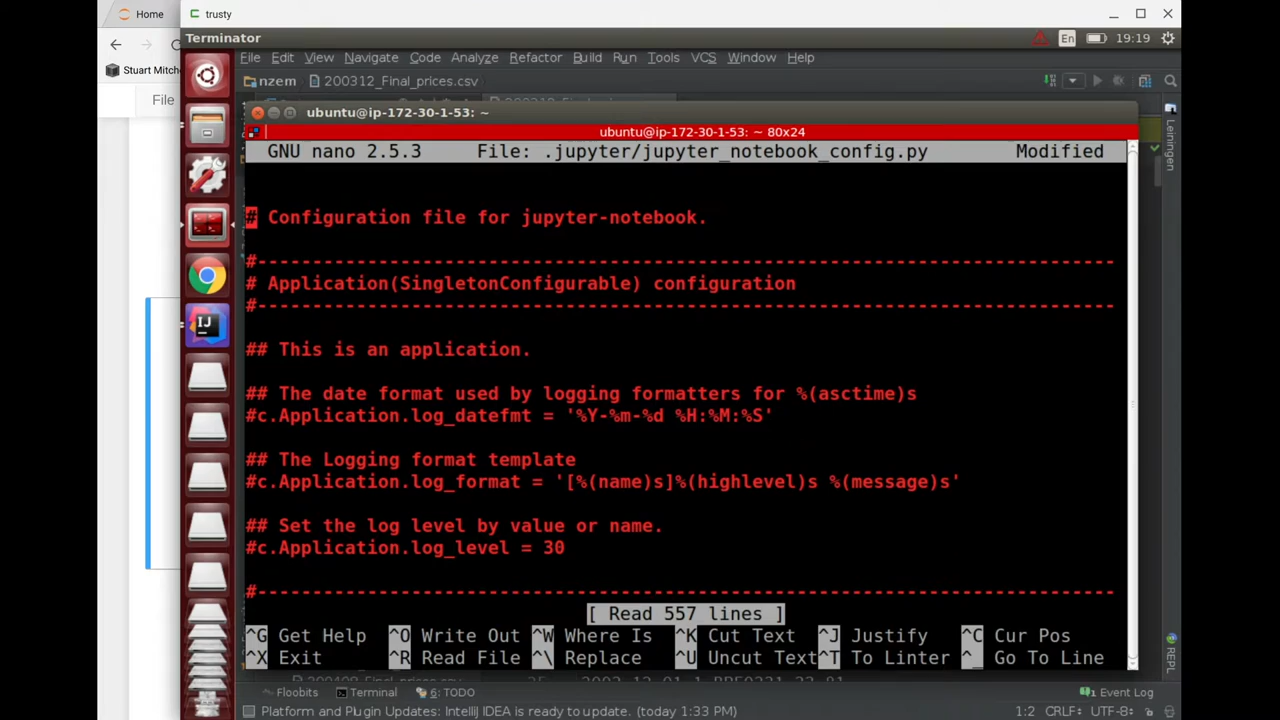 Home
trusty
Terminator
En
19:19
File Edit View Navigate Code Analyze Refactor Build Run Tools VCS Window Help
Stuart Mitch
nzem
200312_Final_prices.csv
File
ubuntu@ip-172-30-1-53: ~
ubuntu@ip-172-30-1-53: ~ 80x24
GNU nano 2.5.3 File: .jupyter/jupyter_notebook_config.py Modified
# Configuration file for jupyter-notebook.
#------------------------------------------------------------------------------
# Application(SingletonConfigurable) configuration
#------------------------------------------------------------------------------
## This is an application.
## The date format used by logging formatters for %(asctime)s
#c.Application.log_datefmt = '%Y-%m-%d %H:%M:%S'
## The Logging format template
#c.Application.log_format = '[%(name)s]%(highlevel)s %(message)s'
## Set the log level by value or name.
#c.Application.log_level = 30
#------------------------------------------------------------------------------
[ Read 557 lines ]
^G Get Help ^O Write Out ^W Where Is ^K Cut Text ^J Justify ^C Cur Pos
^X Exit ^R Read File ^\ Replace ^U Uncut Text ^T To Linter ^_ Go To Line
Leiningen
REPL
IJ
Floobits Terminal 6: TODO 1 Event Log
Platform and Plugin Updates: IntelliJ IDEA is ready to update. (today 1:33 PM) 1:2 CRLF÷ UTF-8÷